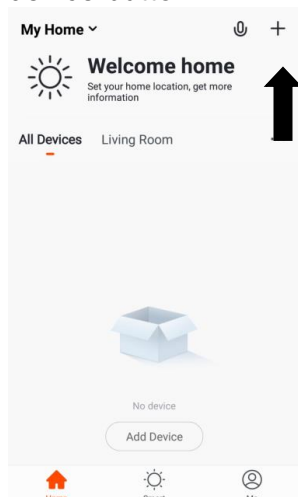 My Home
Welcome home
Set your home location, get more
information
All Devices Living Room
No device
Add Device